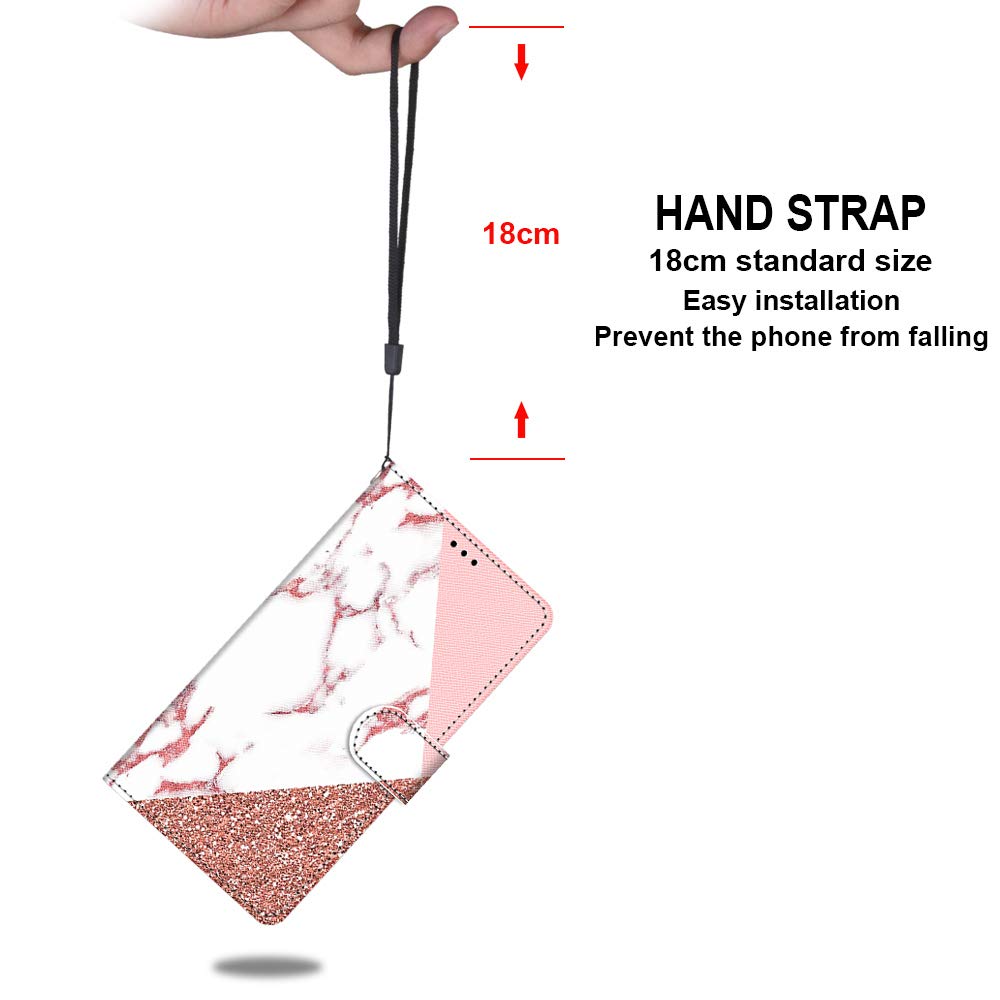 18cm
HAND STRAP
18cm standard size
Easy installation
Prevent the phone from falling